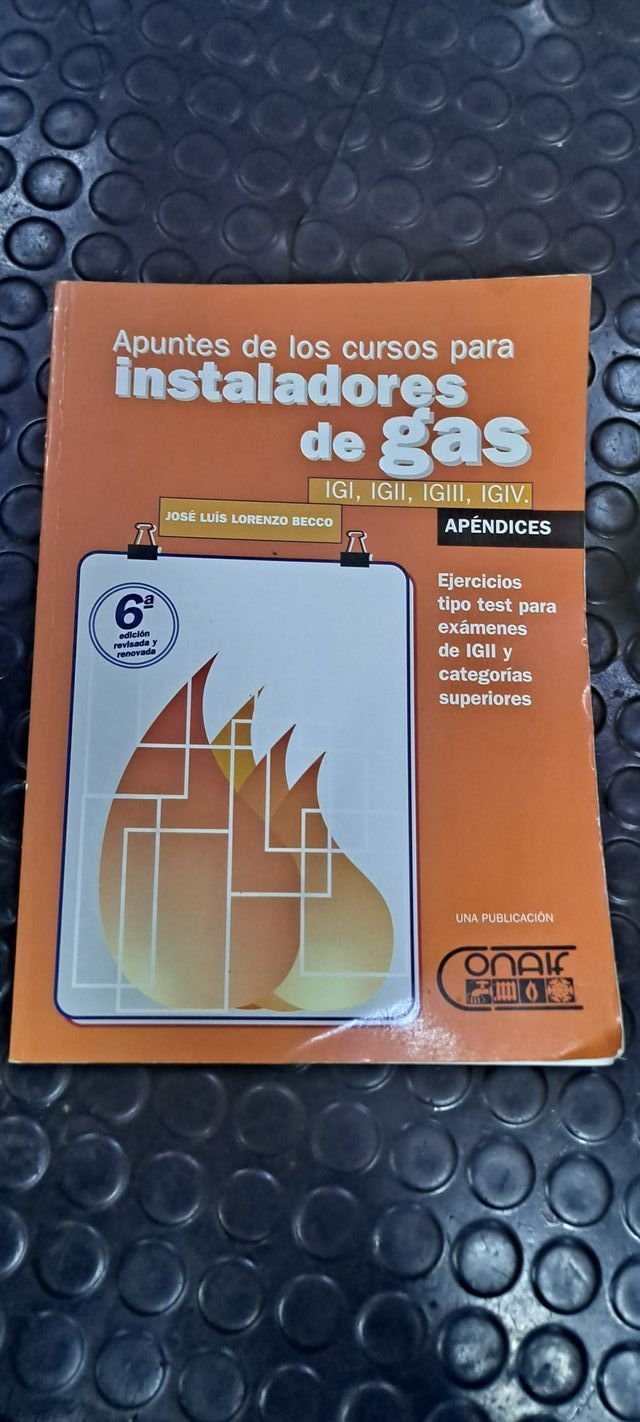 Apuntes de los cursos para
instaladores
de gas
IGI, IGII, IGIII, IGIV.
JOSÉ LUÍS LORENZO BECCO
APÉNDICES
Ejercicios
tipo test para
exámenes
de IGII y
categorías
superiores
6ª
edición
revisada y
renovada
UNA PUBLICACIÓN
CONAIF